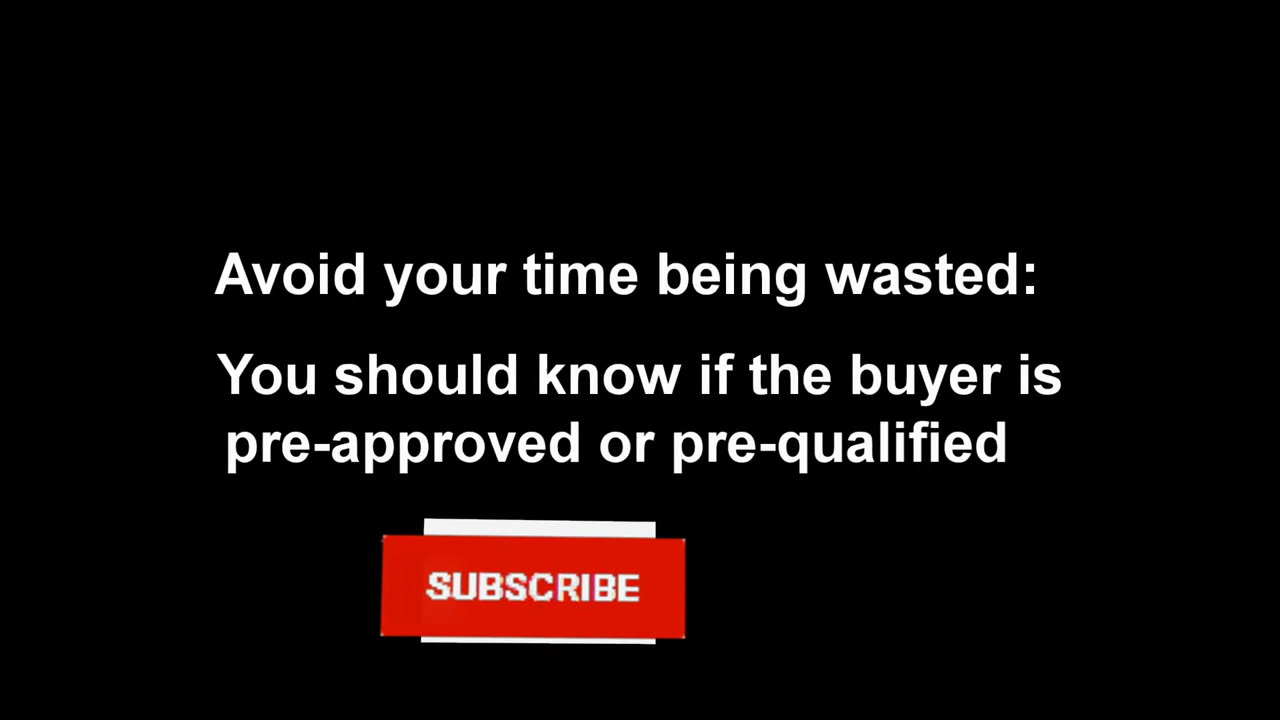 Avoid your time being wasted:
You should know if the buyer is
pre-approved or pre-qualified
SUBSCRIBE